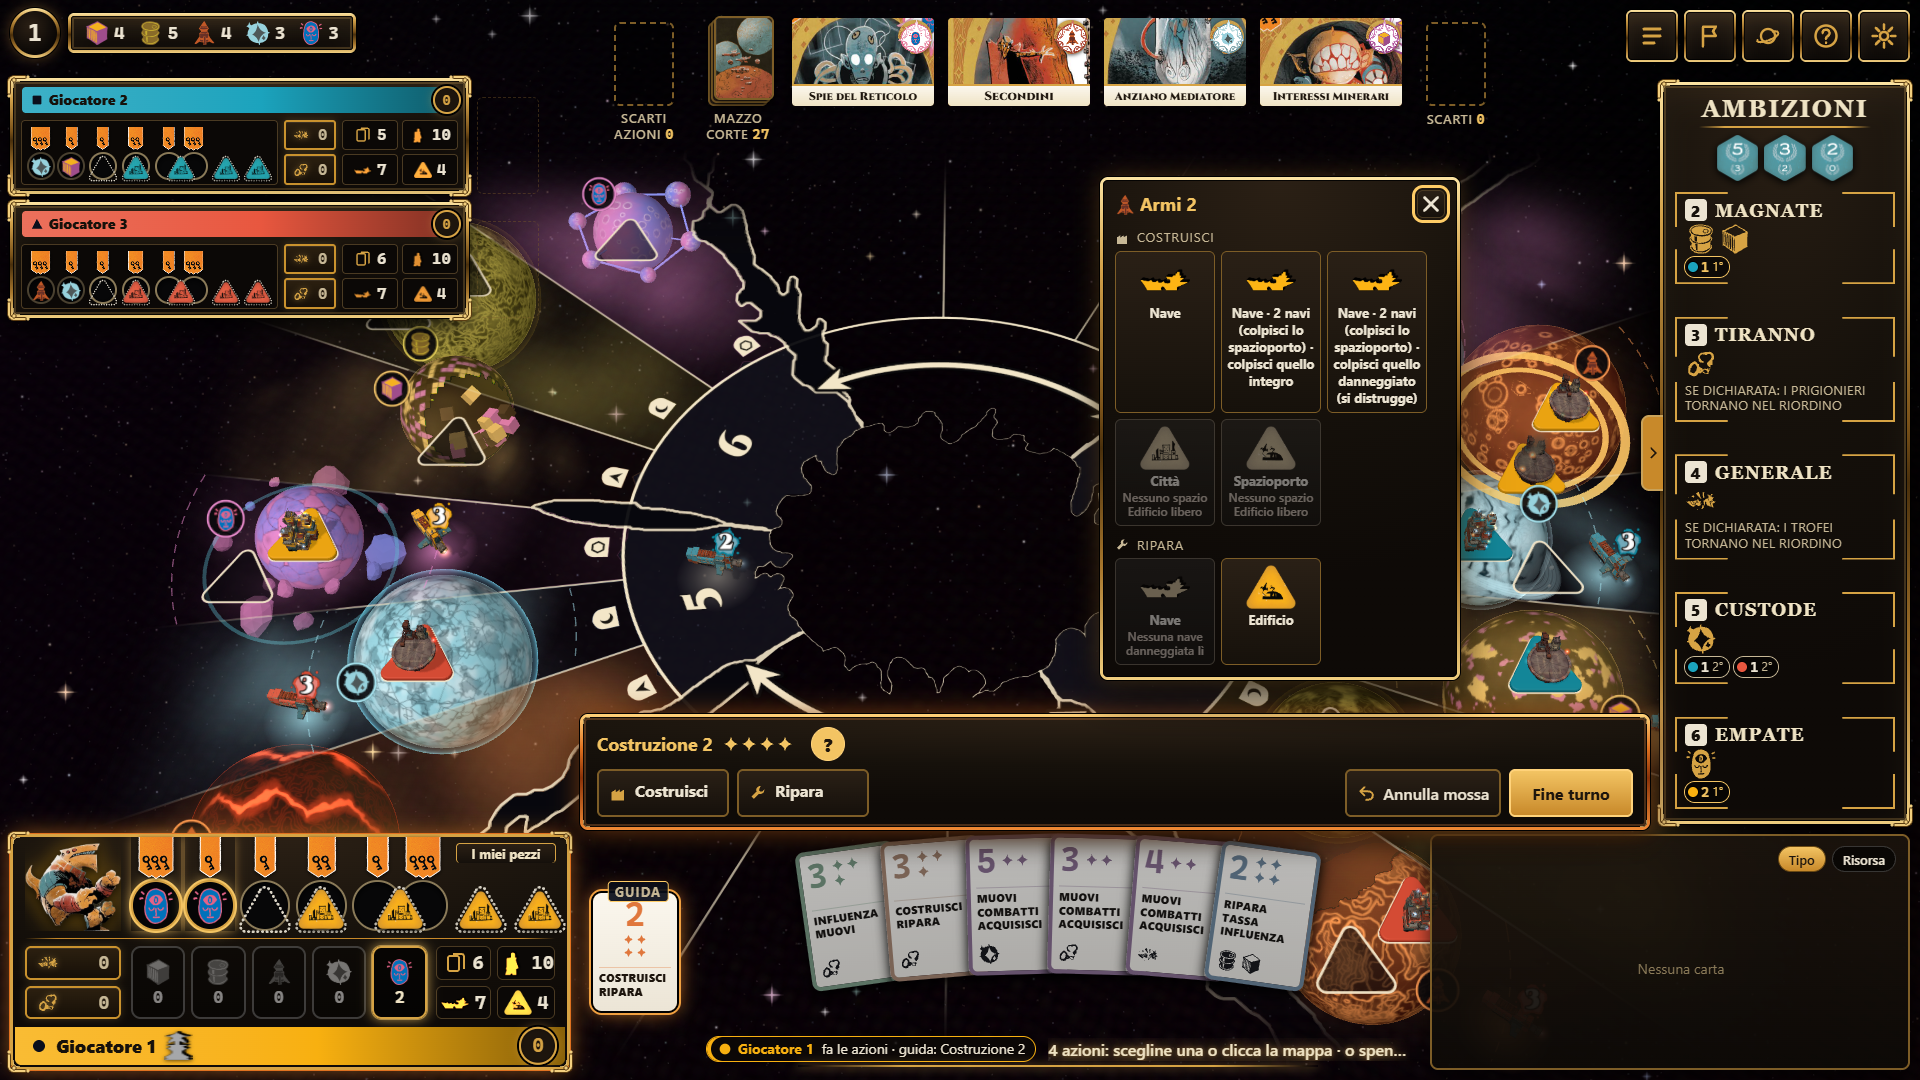 1
4 5 4 3 3
Giocatore 2 0
0 5 10
0 7 4
Giocatore 3 0
0 6 10
0 7 4
SCARTI
AZIONI 0
MAZZO
CORTE 27
SPIE DEL RETICOLO
SECONDINI
ANZIANO MEDIATORE
INTERESSI MINERARI
SCARTI 0
AMBIZIONI
5 3 2
3 2 0
2 MAGNATE
1 1°
3 TIRANNO
SE DICHIARATA: I PRIGIONIERI
TORNANO NEL RIORDINO
4 GENERALE
SE DICHIARATA: I TROFEI
TORNANO NEL RIORDINO
5 CUSTODE
1 2° 1 2°
6 EMPATE
2 1°
Armi 2
COSTRUISCI
Nave
Nave · 2 navi
(colpisci lo
spazioporto) ·
colpisci quello
integro
Nave · 2 navi
(colpisci lo
spazioporto) ·
colpisci quello
danneggiato
(si distrugge)
Città
Nessuno spazio
Edificio libero
Spazioporto
Nessuno spazio
Edificio libero
RIPARA
Nave
Nessuna nave
danneggiata lì
Edificio
6
5
3
2
3
3
Costruzione 2 ?
Costruisci
Ripara
Annulla mossa
Fine turno
I miei pezzi
0 0 0 0 0 2 6 10
0 7 4
Giocatore 1 0
GUIDA
2
COSTRUISCI
RIPARA
3
INFLUENZA
MUOVI
3
COSTRUISCI
RIPARA
5
MUOVI
COMBATTI
ACQUISISCI
3
MUOVI
COMBATTI
ACQUISISCI
4
MUOVI
COMBATTI
ACQUISISCI
2
RIPARA
TASSA
INFLUENZA
Tipo
Risorsa
Nessuna carta
Giocatore 1 fa le azioni · guida: Costruzione 2
4 azioni: scegline una o clicca la mappa · o spen...